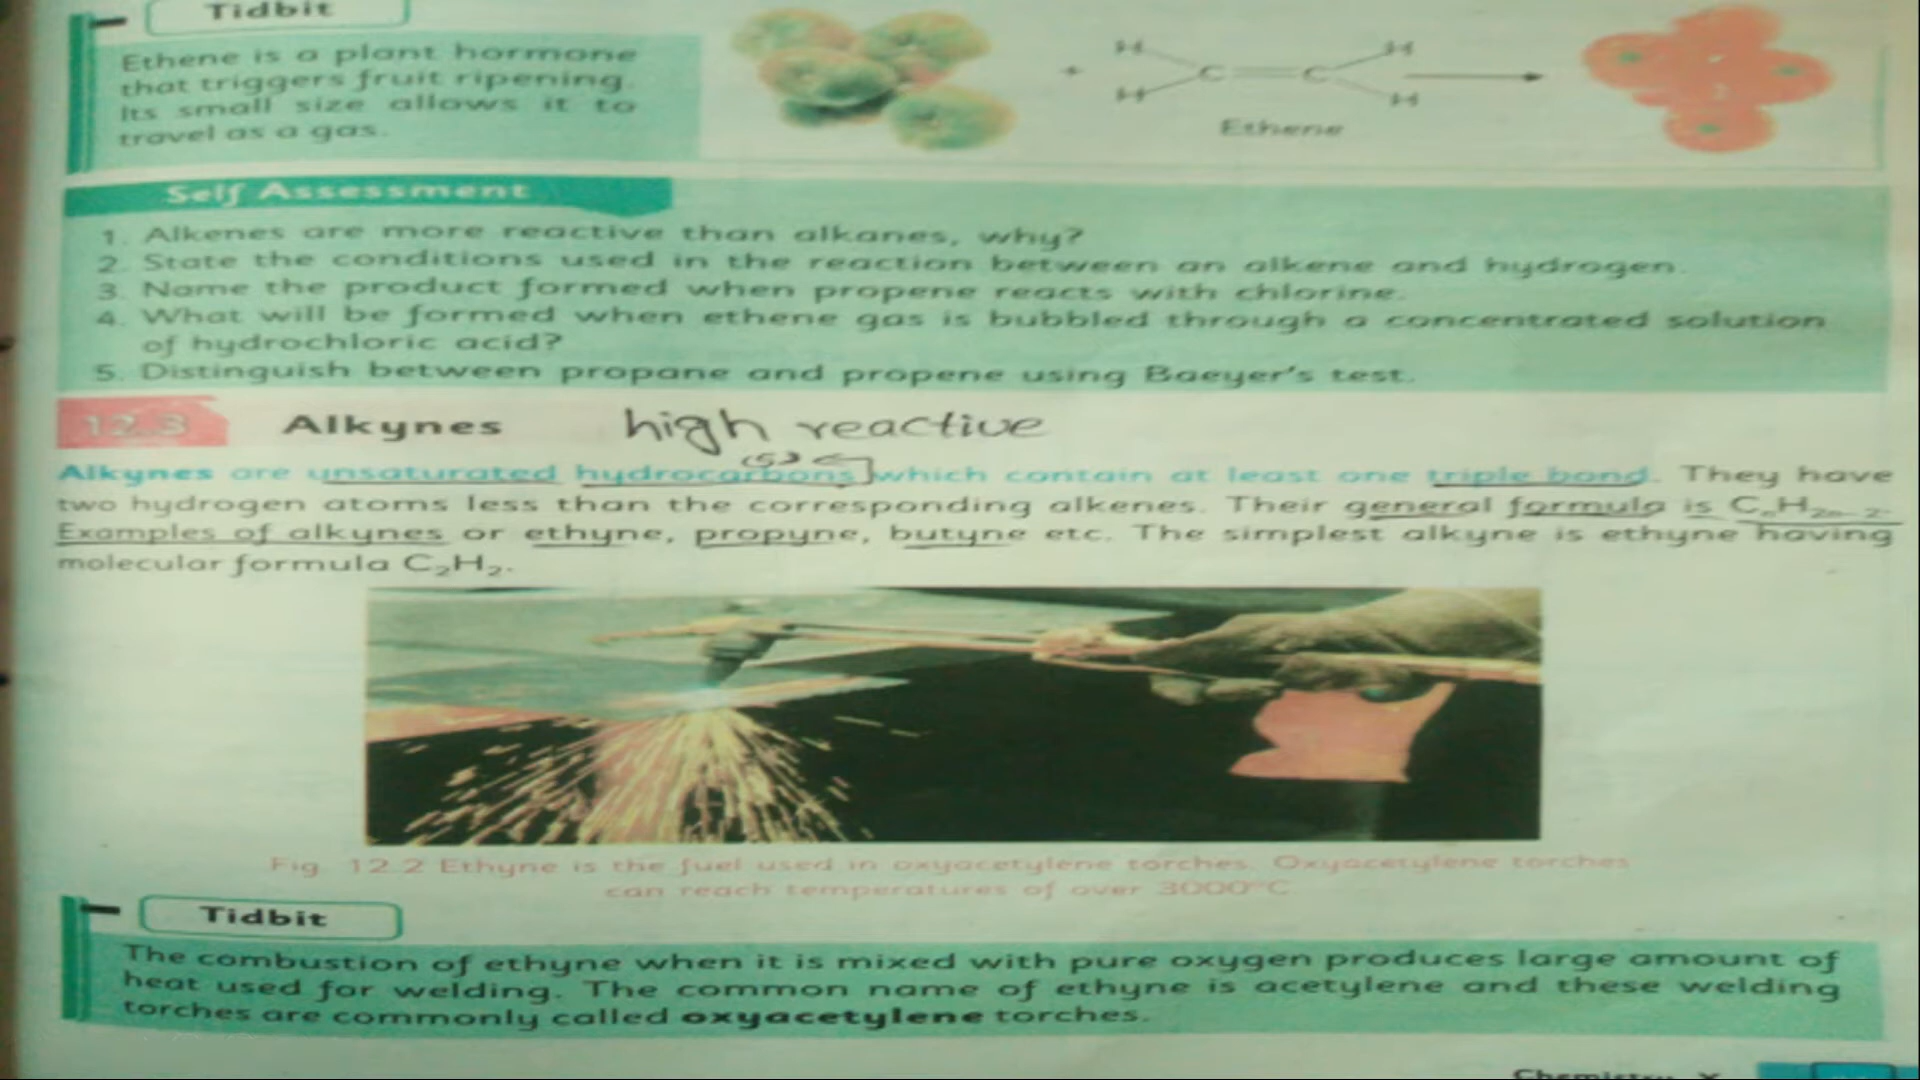 Tidbit
Ethene is a plant hormone
that triggers fruit ripening.
Its small size allows it to
travel as a gas.
+
H H
C C
H H
Ethene
Self Assessment
1. Alkenes are more reactive than alkanes, why?
2. State the conditions used in the reaction between an alkene and hydrogen.
3. Name the product formed when propene reacts with chlorine.
4. What will be formed when ethene gas is bubbled through a concentrated solution
of hydrochloric acid?
5. Distinguish between propane and propene using Baeyer's test.
12.3 Alkynes high reactive
Alkynes are unsaturated hydrocarbons which contain at least one triple bond. They have
two hydrogen atoms less than the corresponding alkenes. Their general formula is CₙH₂ₙ₋₂.
Examples of alkynes or ethyne, propyne, butyne etc. The simplest alkyne is ethyne having
molecular formula C₂H₂.
Fig 12.2 Ethyne is the fuel used in oxyacetylene torches. Oxyacetylene torches
can reach temperatures of over 3000°C.
Tidbit
The combustion of ethyne when it is mixed with pure oxygen produces large amount of
heat used for welding. The common name of ethyne is acetylene and these welding
torches are commonly called oxyacetylene torches.
Chemistry X